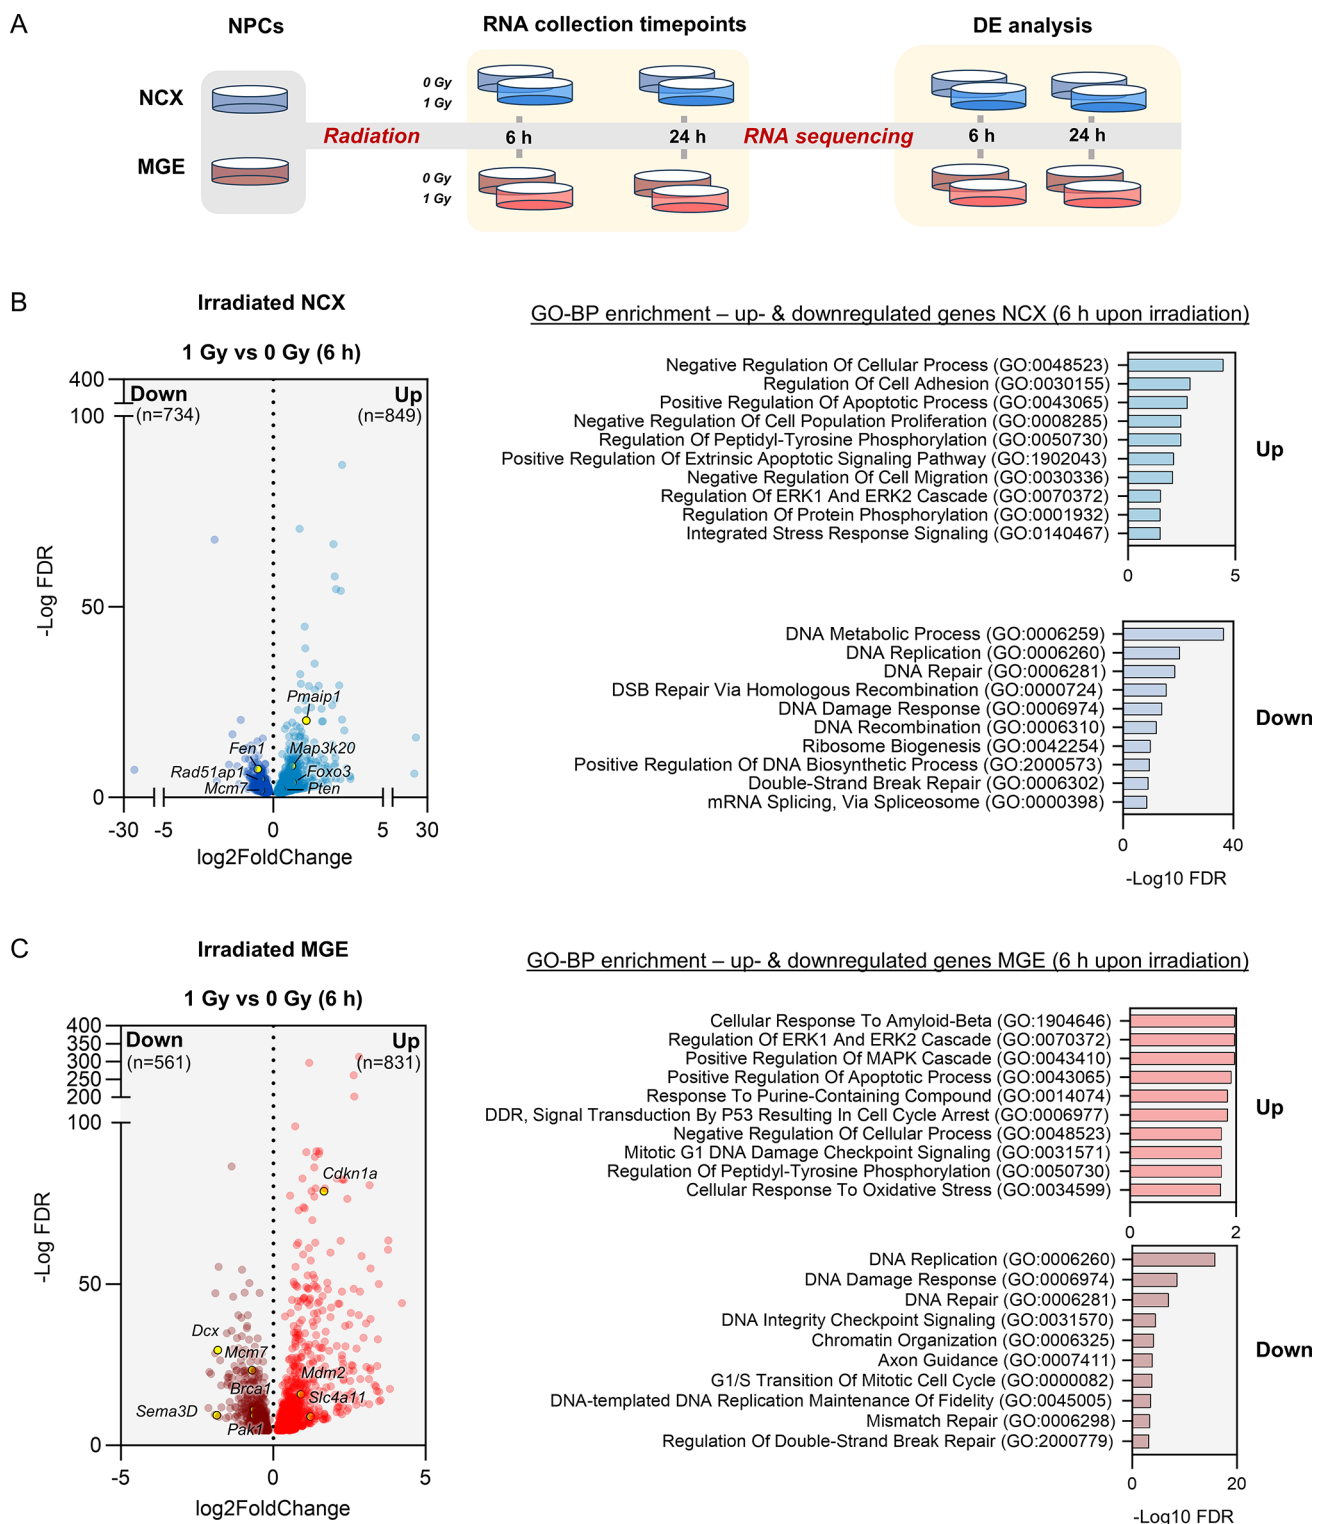 A
NPCs
RNA collection timepoints
DE analysis
NCX
MGE
0 Gy
1 Gy
Radiation
6 h
24 h
RNA sequencing
6 h
24 h
0 Gy
1 Gy
B
Irradiated NCX
1 Gy vs 0 Gy (6 h)
Down
(n=734)
Up
(n=849)
400
100
50
0
-Log FDR
Pmaip1
Fen1
Map3k20
Rad51ap1
Foxo3
Mcm7
Pten
-30
-5
0
5
30
log2FoldChange
GO-BP enrichment – up- & downregulated genes NCX (6 h upon irradiation)
Negative Regulation Of Cellular Process (GO:0048523)
Regulation Of Cell Adhesion (GO:0030155)
Positive Regulation Of Apoptotic Process (GO:0043065)
Negative Regulation Of Cell Population Proliferation (GO:0008285)
Regulation Of Peptidyl-Tyrosine Phosphorylation (GO:0050730)
Positive Regulation Of Extrinsic Apoptotic Signaling Pathway (GO:1902043)
Negative Regulation Of Cell Migration (GO:0030336)
Regulation Of ERK1 And ERK2 Cascade (GO:0070372)
Regulation Of Protein Phosphorylation (GO:0001932)
Integrated Stress Response Signaling (GO:0140467)
Up
0
5
DNA Metabolic Process (GO:0006259)
DNA Replication (GO:0006260)
DNA Repair (GO:0006281)
DSB Repair Via Homologous Recombination (GO:0000724)
DNA Damage Response (GO:0006974)
DNA Recombination (GO:0006310)
Ribosome Biogenesis (GO:0042254)
Positive Regulation Of DNA Biosynthetic Process (GO:2000573)
Double-Strand Break Repair (GO:0006302)
mRNA Splicing, Via Spliceosome (GO:0000398)
Down
0
40
-Log10 FDR
C
Irradiated MGE
1 Gy vs 0 Gy (6 h)
Down
(n=561)
Up
(n=831)
400
350
300
250
200
100
50
0
-Log FDR
Cdkn1a
Dcx
Mcm7
Mdm2
Brca1
Slc4a11
Sema3D
Pak1
-5
0
5
log2FoldChange
GO-BP enrichment – up- & downregulated genes MGE (6 h upon irradiation)
Cellular Response To Amyloid-Beta (GO:1904646)
Regulation Of ERK1 And ERK2 Cascade (GO:0070372)
Positive Regulation Of MAPK Cascade (GO:0043410)
Positive Regulation Of Apoptotic Process (GO:0043065)
Response To Purine-Containing Compound (GO:0014074)
DDR, Signal Transduction By P53 Resulting In Cell Cycle Arrest (GO:0006977)
Negative Regulation Of Cellular Process (GO:0048523)
Mitotic G1 DNA Damage Checkpoint Signaling (GO:0031571)
Regulation Of Peptidyl-Tyrosine Phosphorylation (GO:0050730)
Cellular Response To Oxidative Stress (GO:0034599)
Up
0
2
DNA Replication (GO:0006260)
DNA Damage Response (GO:0006974)
DNA Repair (GO:0006281)
DNA Integrity Checkpoint Signaling (GO:0031570)
Chromatin Organization (GO:0006325)
Axon Guidance (GO:0007411)
G1/S Transition Of Mitotic Cell Cycle (GO:0000082)
DNA-templated DNA Replication Maintenance Of Fidelity (GO:0045005)
Mismatch Repair (GO:0006298)
Regulation Of Double-Strand Break Repair (GO:2000779)
Down
0
20
-Log10 FDR